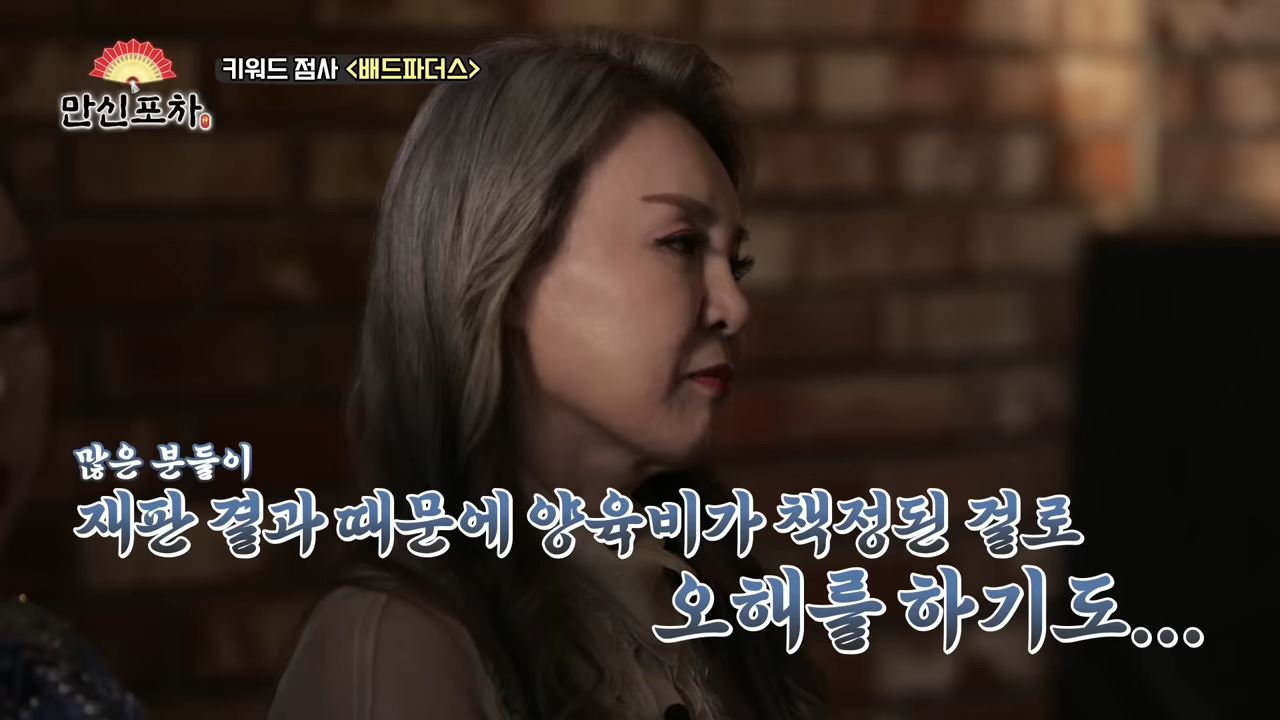 만신포차
키워드 점사 <배드파더스>
많은 분들이
재판 결과 때문에 양육비가 책정된 걸로
오해를 하기도...